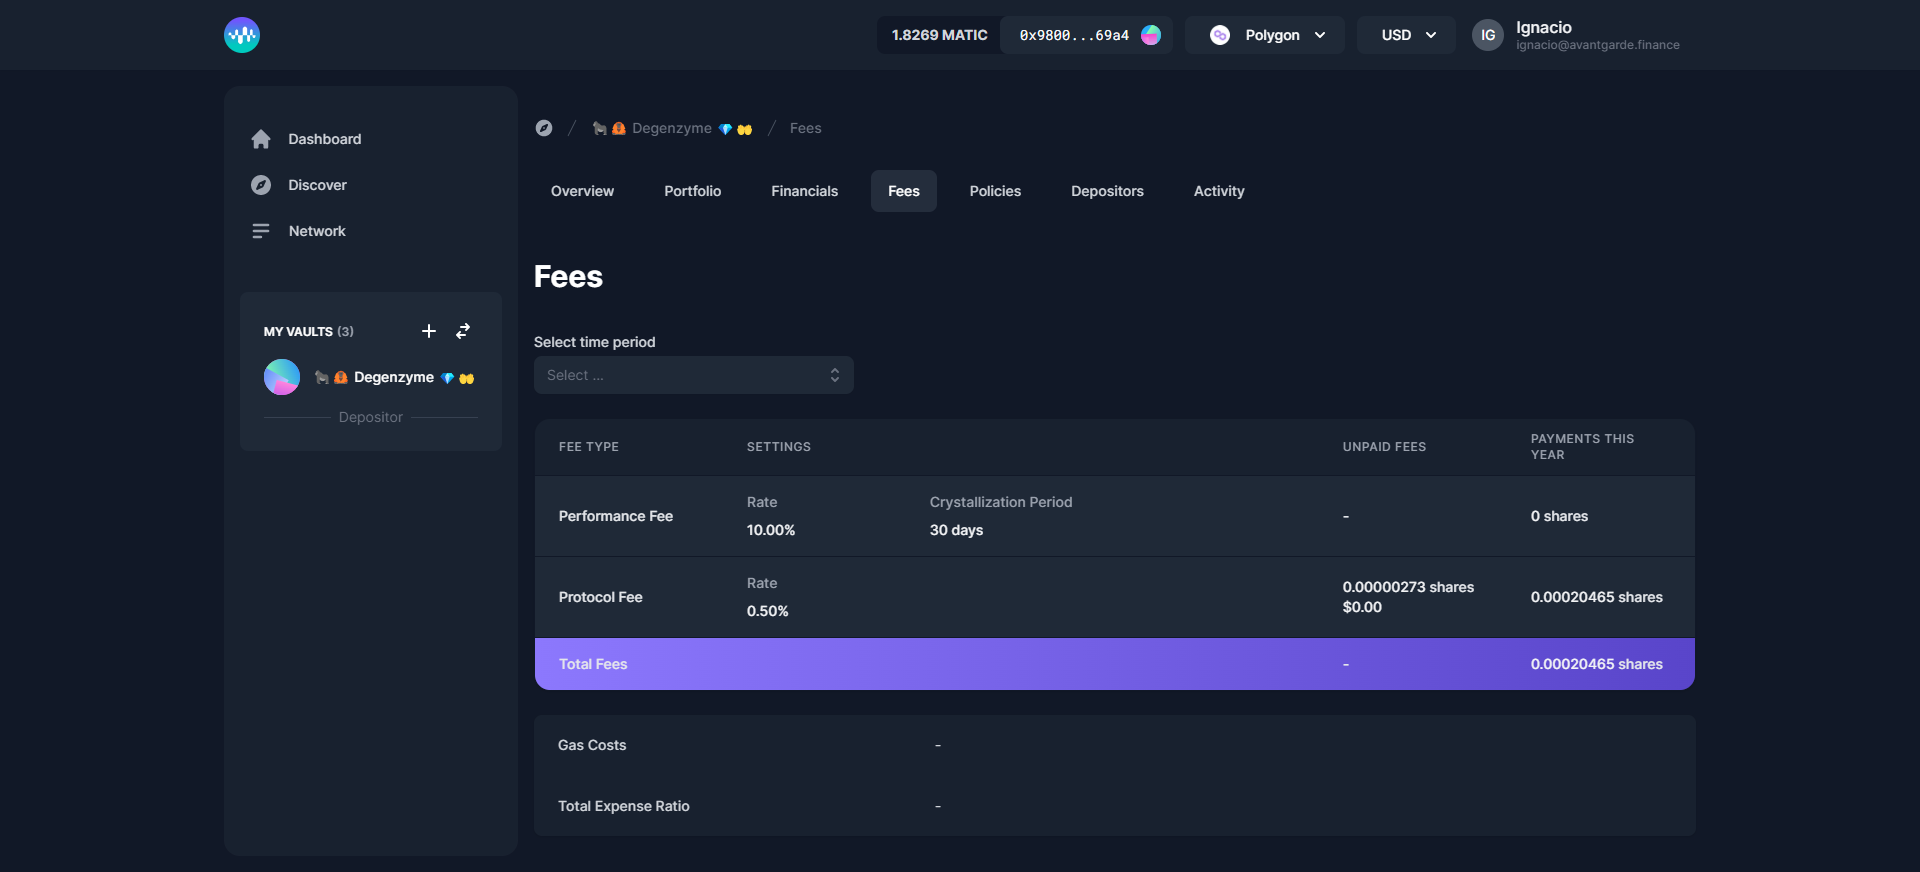 1.8269 MATIC
0x9800...69a4
Polygon
USD
IG
Ignacio
ignacio@avantgarde.finance
Dashboard
Discover
Network
MY VAULTS (3)
🦍🦧 Degenzyme 💎👐
Depositor
/ 🦍🦧 Degenzyme 💎👐 / Fees
Overview
Portfolio
Financials
Fees
Policies
Depositors
Activity
Fees
Select time period
Select ...
FEE TYPE
SETTINGS
UNPAID FEES
PAYMENTS THIS
YEAR
Performance Fee
Rate
10.00%
Crystallization Period
30 days
-
0 shares
Protocol Fee
Rate
0.50%
0.00000273 shares
$0.00
0.00020465 shares
Total Fees
-
0.00020465 shares
Gas Costs
-
Total Expense Ratio
-